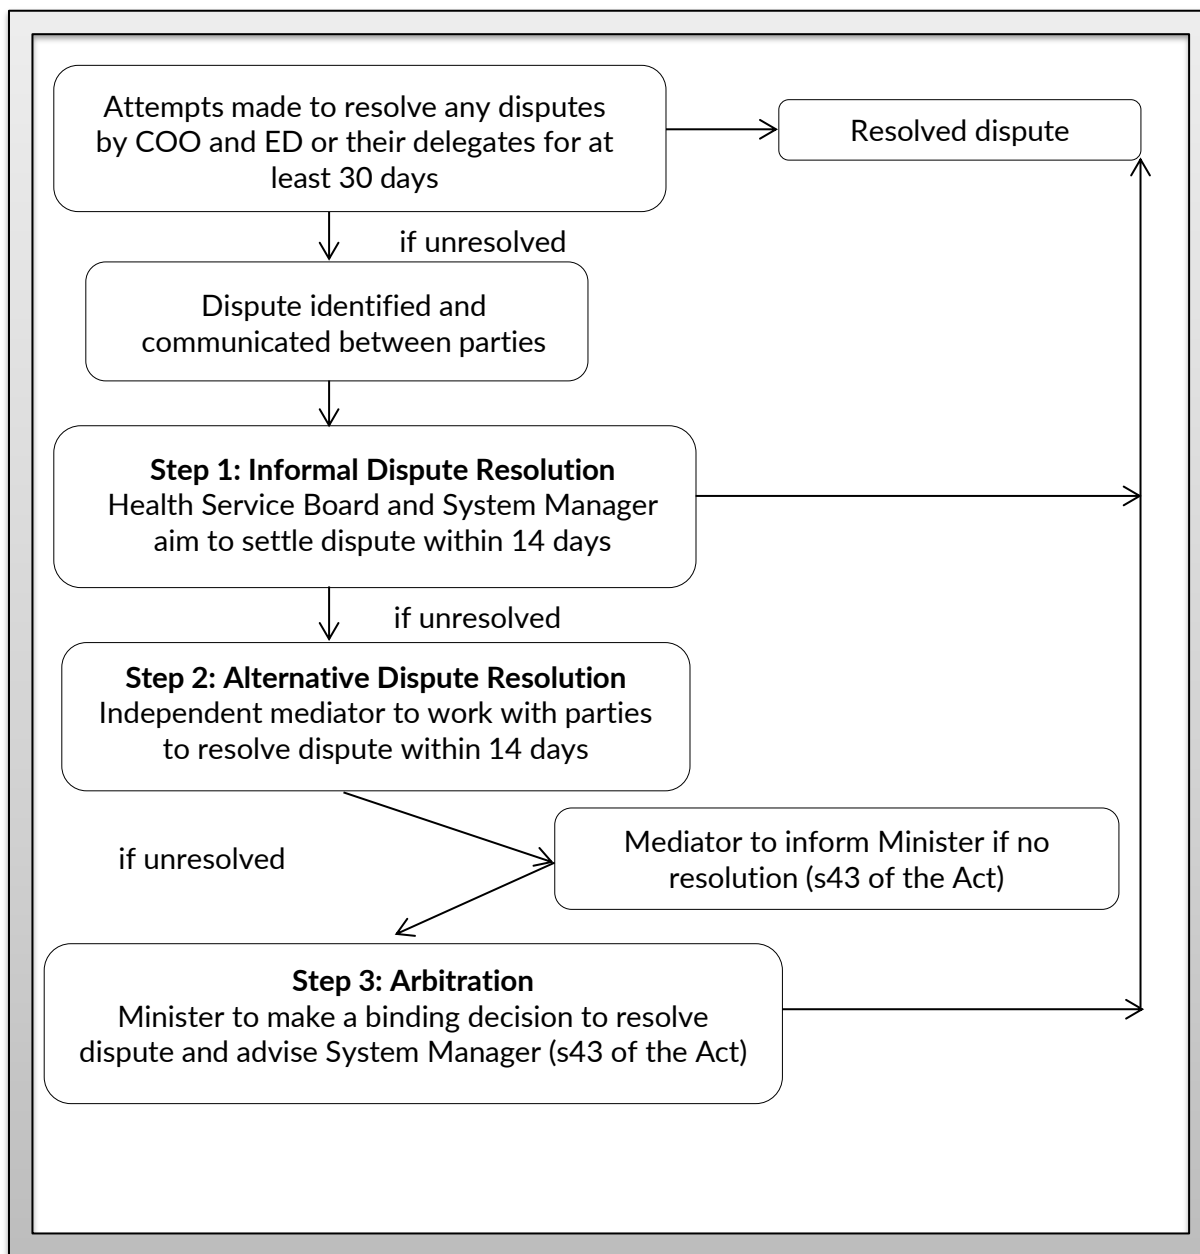 Attempts made to resolve any disputes
by COO and ED or their delegates for at
least 30 days
Resolved dispute
if unresolved
Dispute identified and
communicated between parties
Step 1: Informal Dispute Resolution
Health Service Board and System Manager
aim to settle dispute within 14 days
if unresolved
Step 2: Alternative Dispute Resolution
Independent mediator to work with parties
to resolve dispute within 14 days
if unresolved
Mediator to inform Minister if no
resolution (s43 of the Act)
Step 3: Arbitration
Minister to make a binding decision to resolve
dispute and advise System Manager (s43 of the Act)